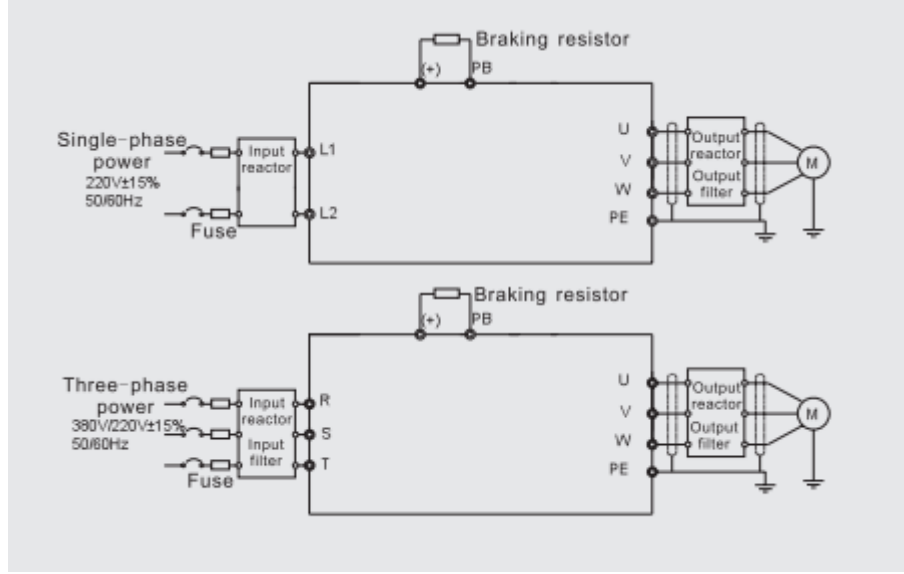 Braking resistor
(+) PB
Single-phase
power
220V±15%
50/60Hz
Fuse
Input
reactor
L1
L2
U
V
W
PE
Output
reactor
Output
filter
M
Braking resistor
(+) PB
Three-phase
power
380V/220V±15%
50/60Hz
Fuse
Input
reactor
Input
filter
R
S
T
U
V
W
PE
Output
reactor
Output
filter
M